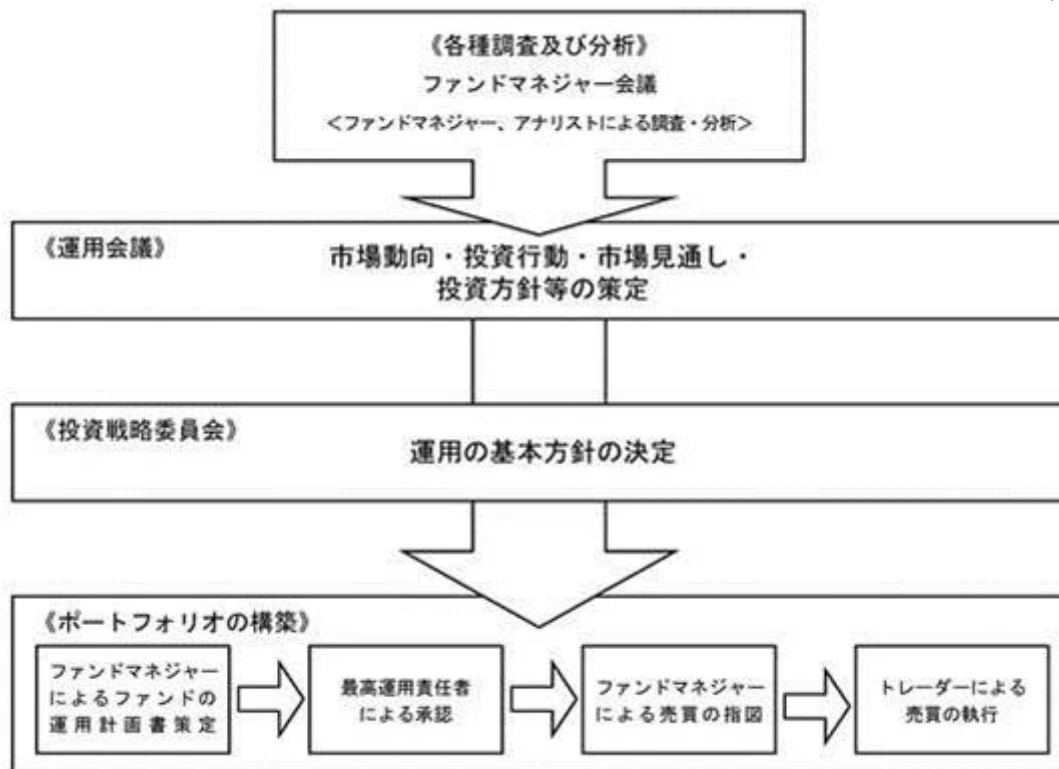 《各種調査及び分析》
ファンドマネジャー会議
＜ファンドマネジャー、アナリストによる調査・分析＞
《運用会議》
市場動向・投資行動・市場見通し・
投資方針等の策定
《投資戦略委員会》
運用の基本方針の決定
《ポートフォリオの構築》
ファンドマネジャー
によるファンドの
運用計画書策定
最高運用責任者
による承認
ファンドマネジャー
による売買の指図
トレーダーによる
売買の執行